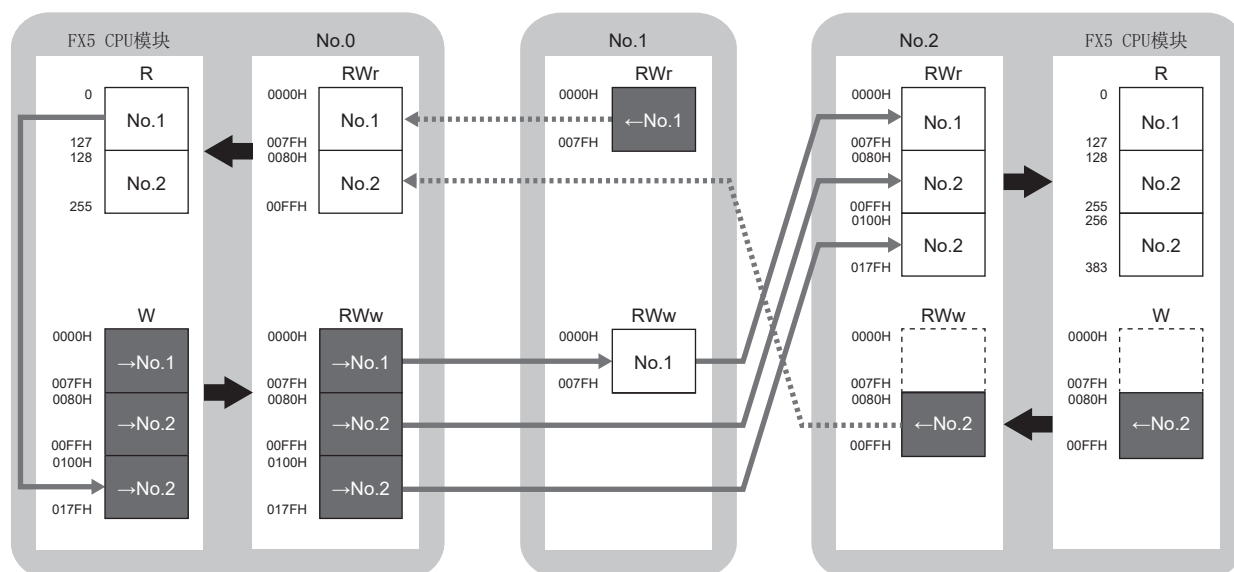 FX5 CPU模块
No.0
No.1
No.2
FX5 CPU模块
R
0
No.1
127
128
No.2
255
RWr
0000H
No.1
007FH
0080H
No.2
00FFH
RWr
0000H
←No.1
007FH
RWr
0000H
No.1
007FH
0080H
No.2
00FFH
0100H
No.2
017FH
R
0
No.1
127
128
No.2
255
256
No.2
383
W
0000H
→No.1
007FH
0080H
→No.2
00FFH
0100H
→No.2
017FH
RWw
0000H
→No.1
007FH
0080H
→No.2
00FFH
0100H
→No.2
017FH
RWw
0000H
No.1
007FH
RWw
0000H
007FH
0080H
←No.2
00FFH
W
0000H
007FH
0080H
←No.2
00FFH